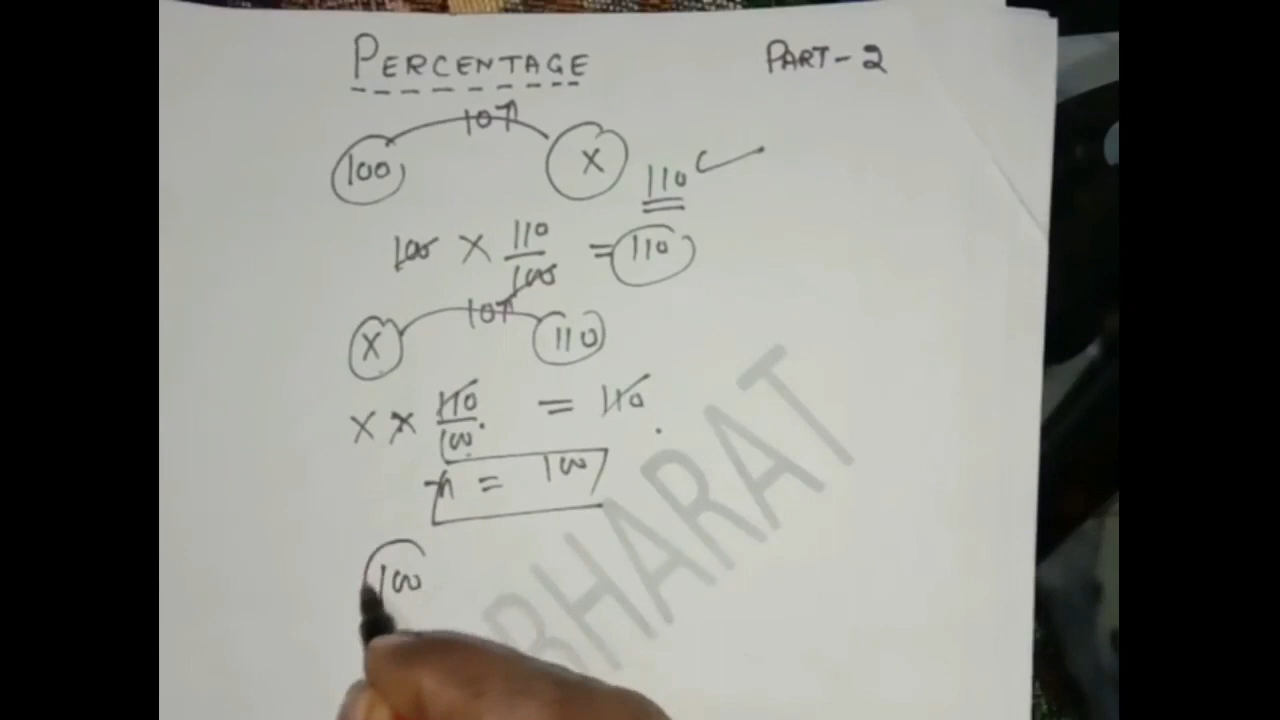 PERCENTAGE PART-2
10↑
100 X 110
100 X 110/100 = 110
10↑
X 110
X x 110/100 = 110
x = 100
100
BHARAT